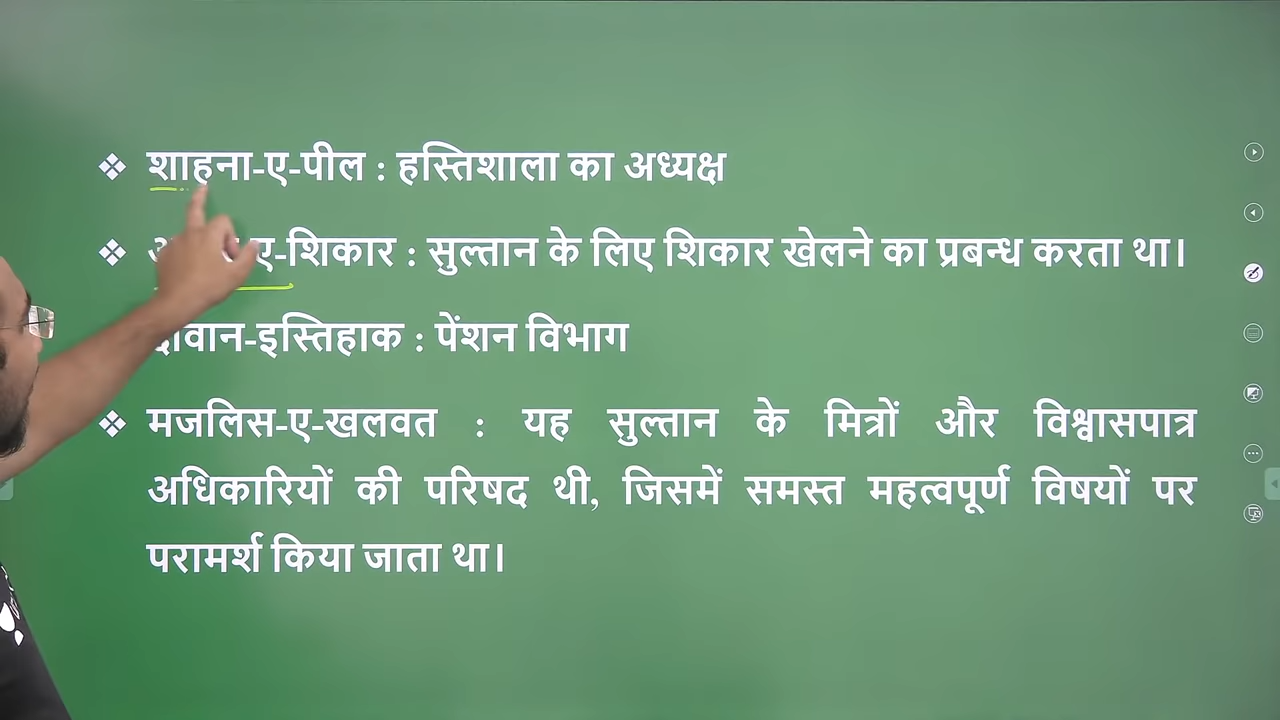 ❖ शाहना-ए-पील : हस्तिशाला का अध्यक्ष
❖ ए-शिकार : सुल्तान के लिए शिकार खेलने का प्रबन्ध करता था।
दीवान-इस्तिहाक : पेंशन विभाग
❖ मजलिस-ए-खलवत : यह सुल्तान के मित्रों और विश्वासपात्र
अधिकारियों की परिषद थी, जिसमें समस्त महत्वपूर्ण विषयों पर
परामर्श किया जाता था।